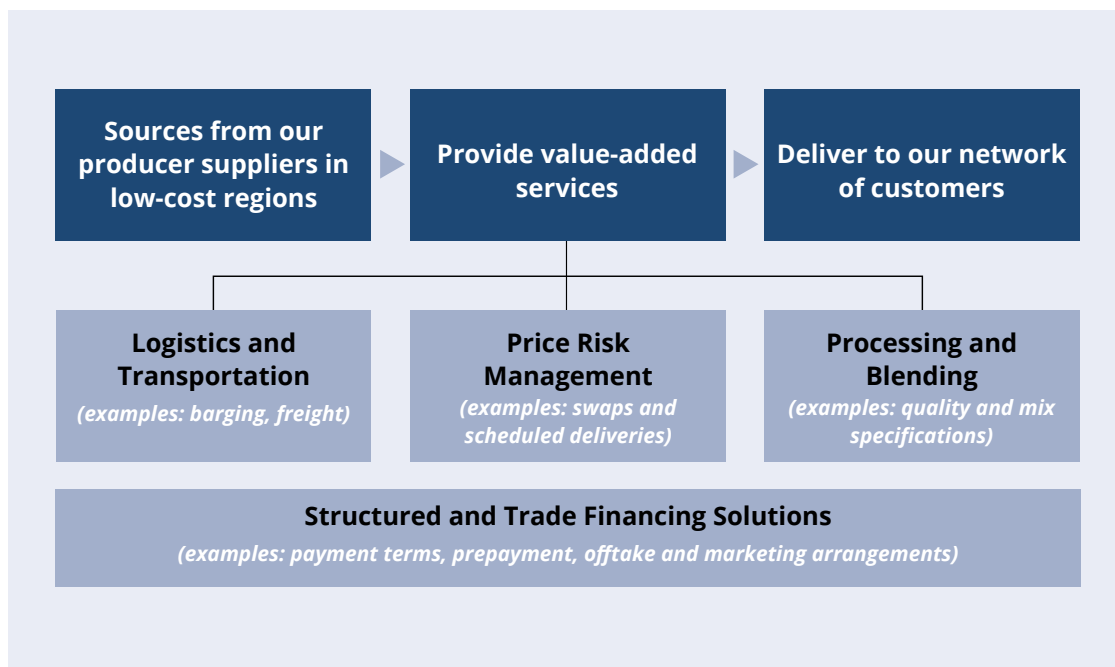 Sources from our
producer suppliers in
low-cost regions
Provide value-added
services
Deliver to our network
of customers
Logistics and
Transportation
(examples: barging, freight)
Price Risk
Management
(examples: swaps and
scheduled deliveries)
Processing and
Blending
(examples: quality and mix
specifications)
Structured and Trade Financing Solutions
(examples: payment terms, prepayment, offtake and marketing arrangements)